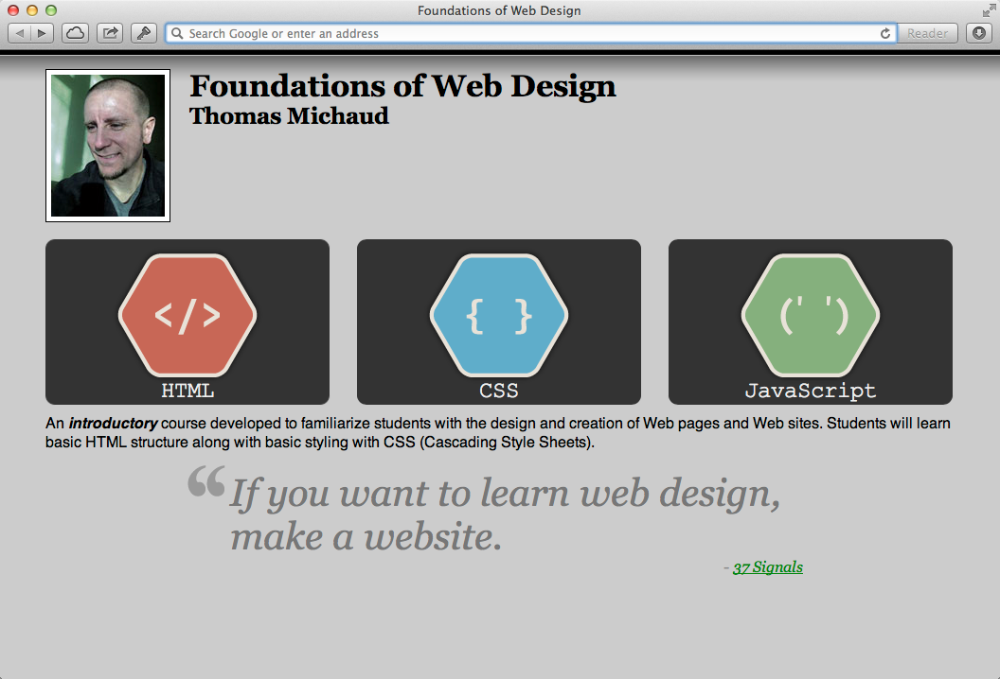 Foundations of Web Design
Search Google or enter an address
Reader
Foundations of Web Design
Thomas Michaud
</>
{ }
(' ')
HTML
CSS
JavaScript
An introductory course developed to familiarize students with the design and creation of Web pages and Web sites. Students will learn
basic HTML structure along with basic styling with CSS (Cascading Style Sheets).
“If you want to learn web design,
make a website.
- 37 Signals